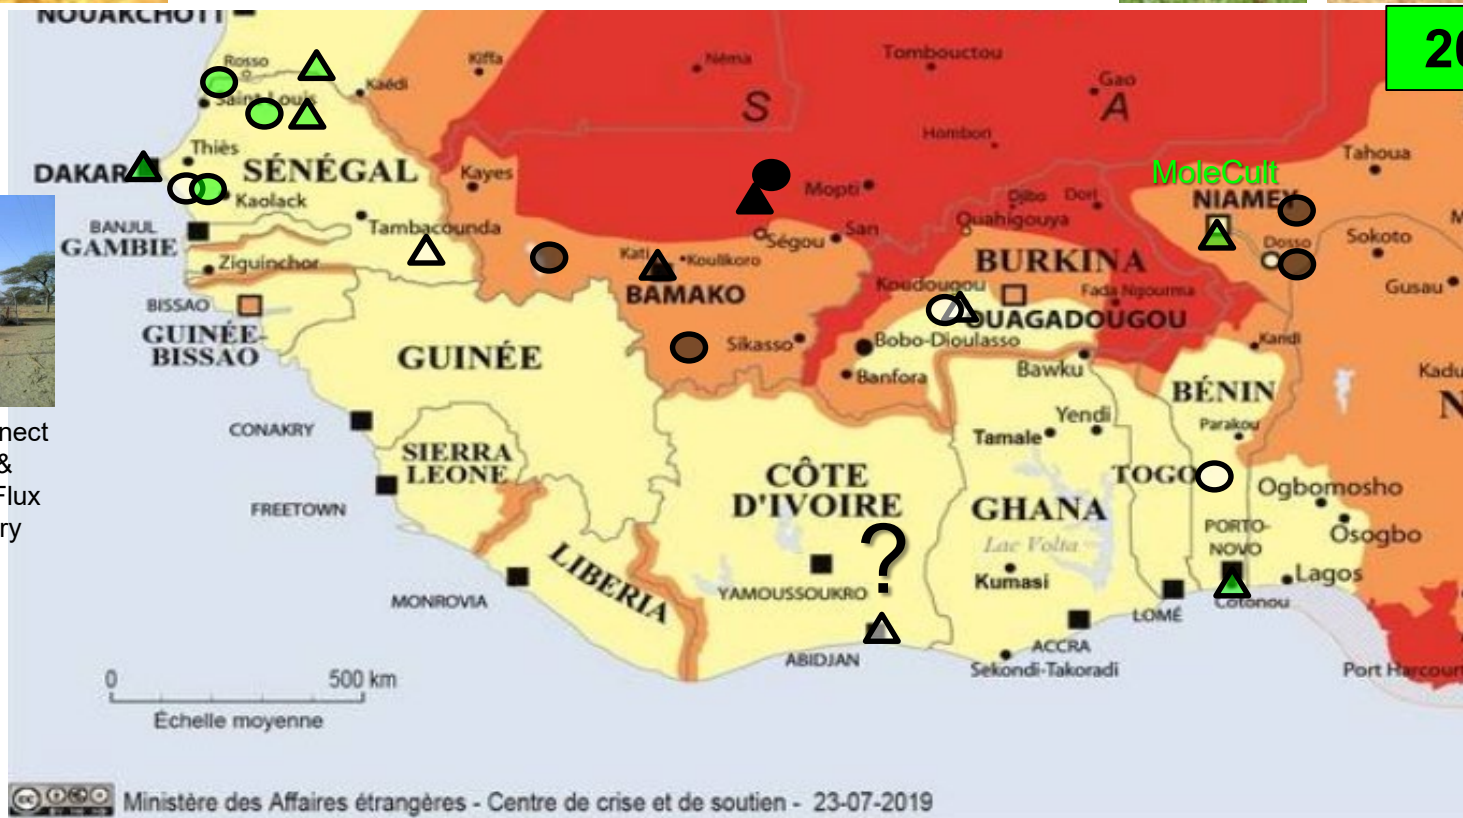 NOUAKCHOTT
20
Rosso
Kiffa
Néma
Tombouctou
Kaédi
Gao
Saint Louis
S
A
Hombori
Thiès
Tahoua
DAKAR
SÉNÉGAL
Kayes
Mopti
MoleCult
Djibo
Dori
NIAMEY
Kaolack
Ouahigouya
BANJUL
Tambacounda
San
GAMBIE
Ségou
Dosso
Sokoto
Kati
Koulikoro
Ziguinchor
BURKINA
Koudougou
Fada Ngourma
Gusau
BAMAKO
BISSAO
OUAGADOUGOU
GUINÉE-
BISSAO
GUINÉE
Sikasso
Bobo-Dioulasso
Kandi
Banfora
Bawku
Kadu
BÉNIN
N
Yendi
Parakou
CONAKRY
Tamale
nect
SIERRA
LEONE
&
CÔTE
D'IVOIRE
TOGO
Flux
Ogbomosho
FREETOWN
GHANA
ry
PORTO-
NOVO
Osogbo
?
Lac Volta
LIBERIA
Kumasi
Lagos
MONROVIA
YAMOUSSOUKRO
Cotonou
LOMÉ
ACCRA
ABIDJAN
Sekondi-Takoradi
Port Harcourt
0 500 km
Échelle moyenne
cc
Ministère des Affaires étrangères - Centre de crise et de soutien - 23-07-2019